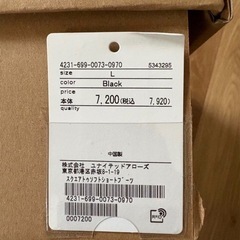 4231-699-0073-0970
5343295
size L
color Black
本体 7,200(税込 7,920)
quality
中国製
株式会社 ユナイテッドアローズ
東京都港区赤坂8-1-19
スクエアトゥソフトショートブーツ
4231-699-0073-0970
0007200